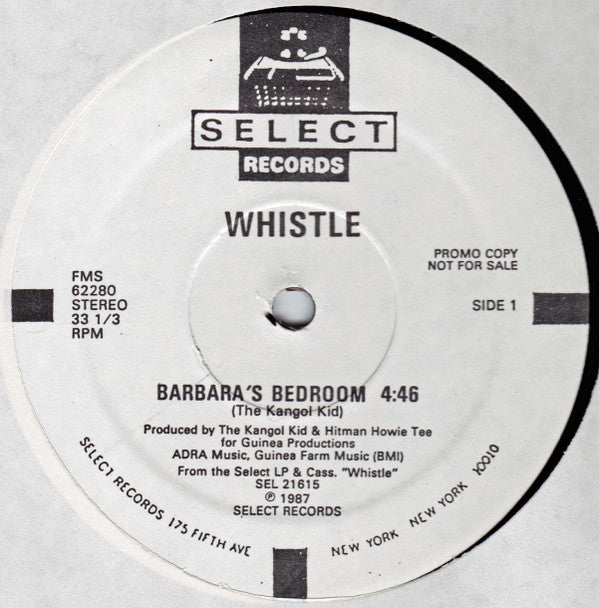 SELECT
RECORDS
WHISTLE
PROMO COPY
NOT FOR SALE
FMS
62280
STEREO
33 1/3
RPM
SIDE 1
BARBARA'S BEDROOM 4:46
(The Kangol Kid)
Produced by The Kangol Kid & Hitman Howie Tee
for Guinea Productions
ADRA Music, Guinea Farm Music (BMI)
From the Select LP & Cass. "Whistle"
SEL 21615
℗ 1987
SELECT RECORDS
SELECT RECORDS 175 FIFTH AVE NEW YORK NEW YORK 10010